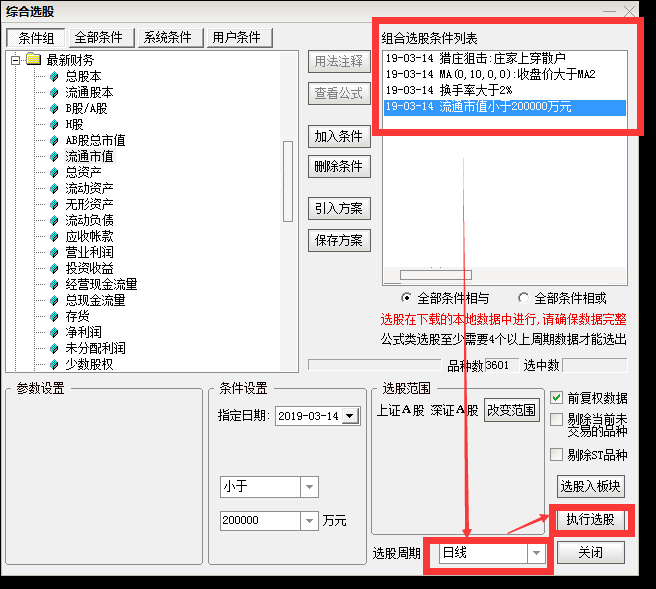 综合选股
条件组 全部条件 系统条件 用户条件
最新财务
总股本
流通股本
B股/A股
H股
AB股总市值
流通市值
总资产
流动资产
无形资产
流动负债
应收帐款
营业利润
投资收益
经营现金流量
总现金流量
存货
净利润
未分配利润
少数股权
用法注释
查看公式
加入条件
删除条件
引入方案
保存方案
组合选股条件列表
19-03-14 猎庄狙击:庄家上穿散户
19-03-14 MA(0,10,0,0):收盘价大于MA2
19-03-14 换手率大于2%
19-03-14 流通市值小于200000万元
全部条件相与 全部条件相或
选股在下载的本地数据中进行,请确保数据完整
公式类选股至少需要4个以上周期数据才能选出
品种数3601 选中数
参数设置
条件设置
指定日期: 2019-03-14
小于
200000 万元
选股范围
上证A股 深证A股 改变范围
选股周期 日线
前复权数据
剔除当前未
交易的品种
剔除ST品种
选股入板块
执行选股
关闭